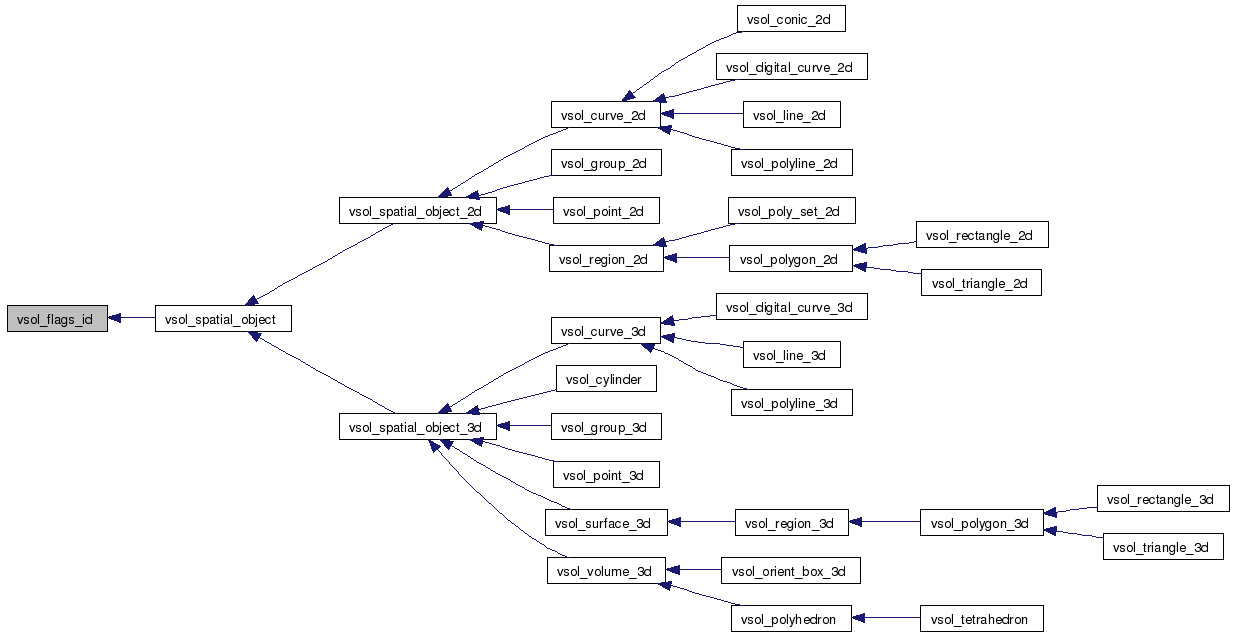 vsol_conic_2d
vsol_digital_curve_2d
vsol_curve_2d
vsol_line_2d
vsol_group_2d
vsol_polyline_2d
vsol_spatial_object_2d
vsol_point_2d
vsol_poly_set_2d
vsol_region_2d
vsol_polygon_2d
vsol_rectangle_2d
vsol_triangle_2d
vsol_flags_id
vsol_spatial_object
vsol_digital_curve_3d
vsol_curve_3d
vsol_line_3d
vsol_cylinder
vsol_polyline_3d
vsol_spatial_object_3d
vsol_group_3d
vsol_point_3d
vsol_surface_3d
vsol_region_3d
vsol_polygon_3d
vsol_rectangle_3d
vsol_triangle_3d
vsol_volume_3d
vsol_orient_box_3d
vsol_polyhedron
vsol_tetrahedron